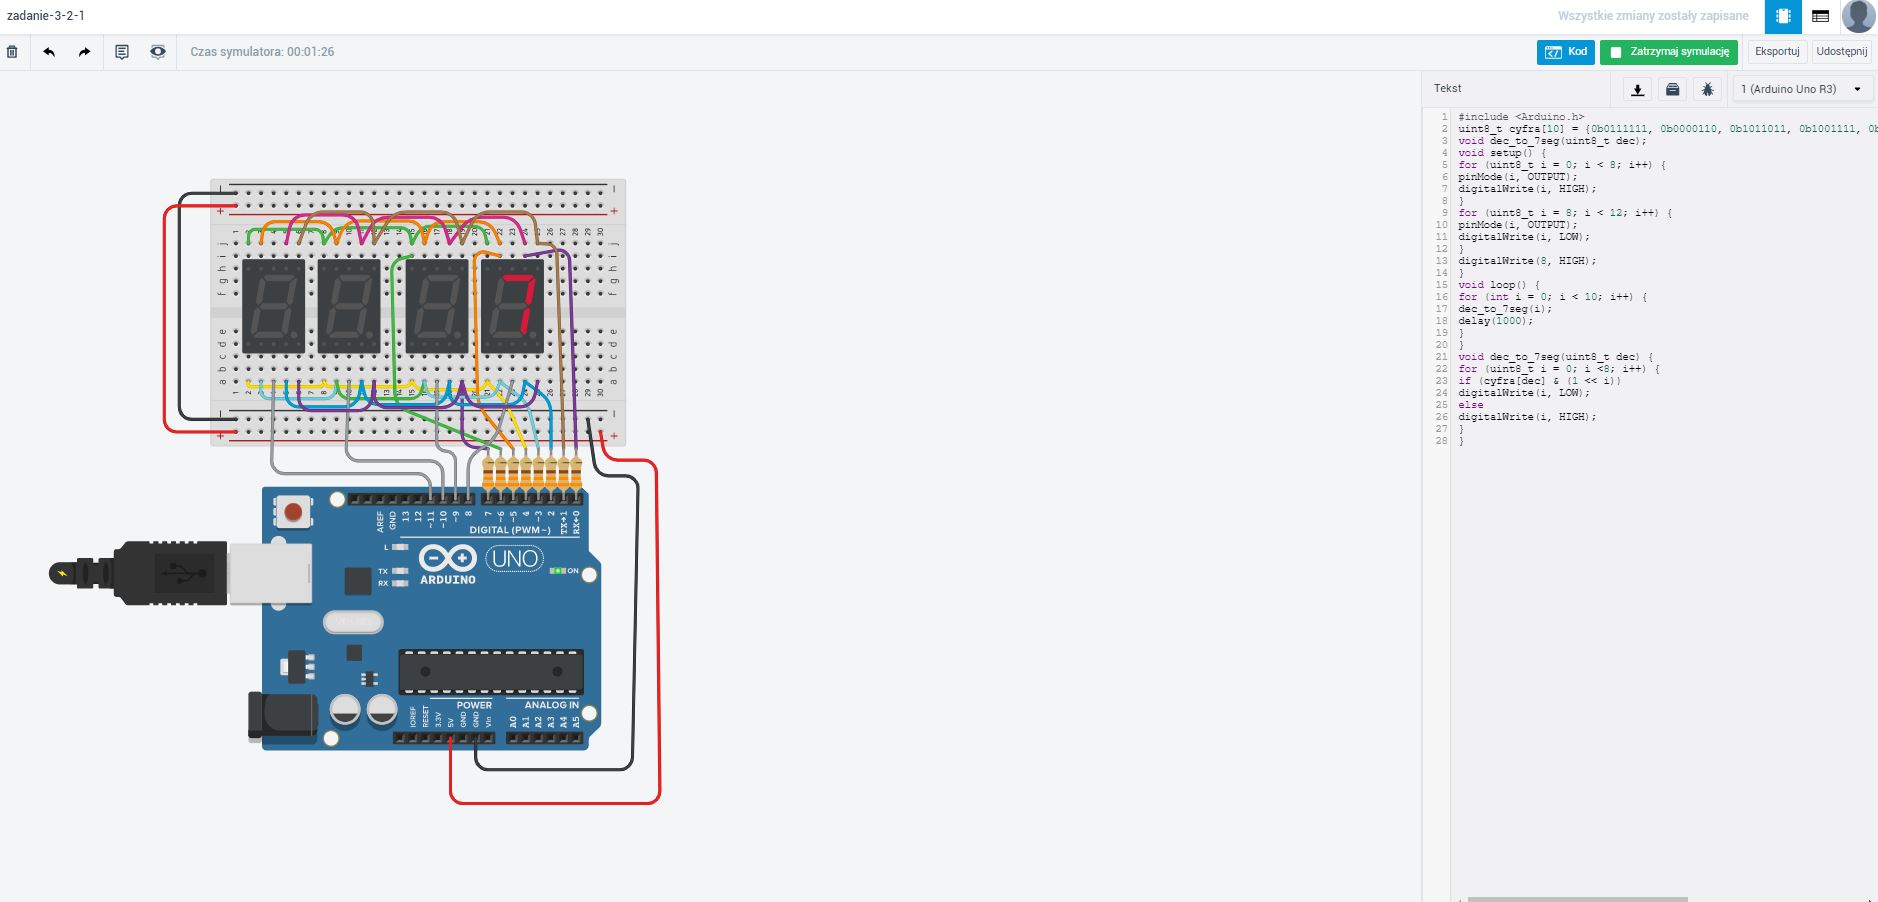 zadanie-3-2-1
Wszystkie zmiany zostały zapisane
Czas symulatora: 00:01:26
Kod
Zatrzymaj symulację
Eksportuj
Udostępnij
Tekst
1 (Arduino Uno R3)
1 #include <Arduino.h>
2 uint8_t cyfra[10] = {0b0111111, 0b0000110, 0b1011011, 0b1001111, 0b
3 void dec_to_7seg(uint8_t dec);
4 void setup() {
5 for (uint8_t i = 0; i < 8; i++) {
6 pinMode(i, OUTPUT);
7 digitalWrite(i, HIGH);
8 }
9 for (uint8_t i = 8; i < 12; i++) {
10 pinMode(i, OUTPUT);
11 digitalWrite(i, LOW);
12 }
13 digitalWrite(8, HIGH);
14 }
15 void loop() {
16 for (int i = 0; i < 10; i++) {
17 dec_to_7seg(i);
18 delay(1000);
19 }
20 }
21 void dec_to_7seg(uint8_t dec) {
22 for (uint8_t i = 0; i <8; i++) {
23 if (cyfra[dec] & (1 << i))
24 digitalWrite(i, LOW);
25 else
26 digitalWrite(i, HIGH);
27 }
28 }
7
AREF GND 13 12 ~11 ~10 ~9 8 7 ~6 ~5 4 ~3 2 TX→1 RX←0
DIGITAL (PWM~)
L
TX
RX
ARDUINO
UNO
ON
POWER
ANALOG IN
IOREF RESET 3.3V 5V GND GND Vin A0 A1 A2 A3 A4 A5